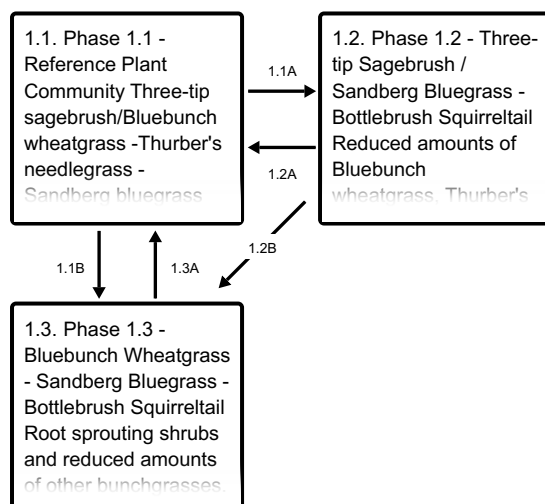 1.1. Phase 1.1 -
Reference Plant
Community Three-tip
sagebrush/Bluebunch
wheatgrass -Thurber's
needlegrass -
Sandberg bluegrass
1.1A
1.2A
1.2. Phase 1.2 - Three-
tip Sagebrush /
Sandberg Bluegrass -
Bottlebrush Squirreltail
Reduced amounts of
Bluebunch
wheatgrass, Thurber's
1.1B
1.3A
1.2B
1.3. Phase 1.3 -
Bluebunch Wheatgrass
- Sandberg Bluegrass -
Bottlebrush Squirreltail
Root sprouting shrubs
and reduced amounts
of other bunchgrasses.